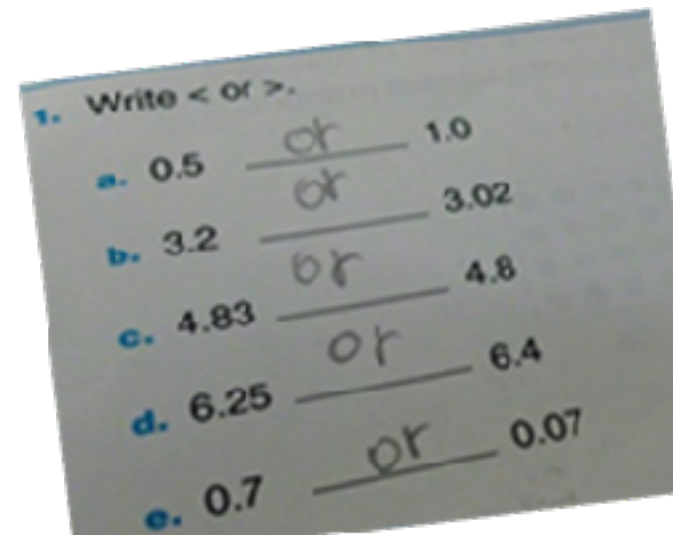 1. Write < or >.
a. 0.5 or 1.0
b. 3.2 or 3.02
c. 4.83 or 4.8
d. 6.25 or 6.4
e. 0.7 or 0.07